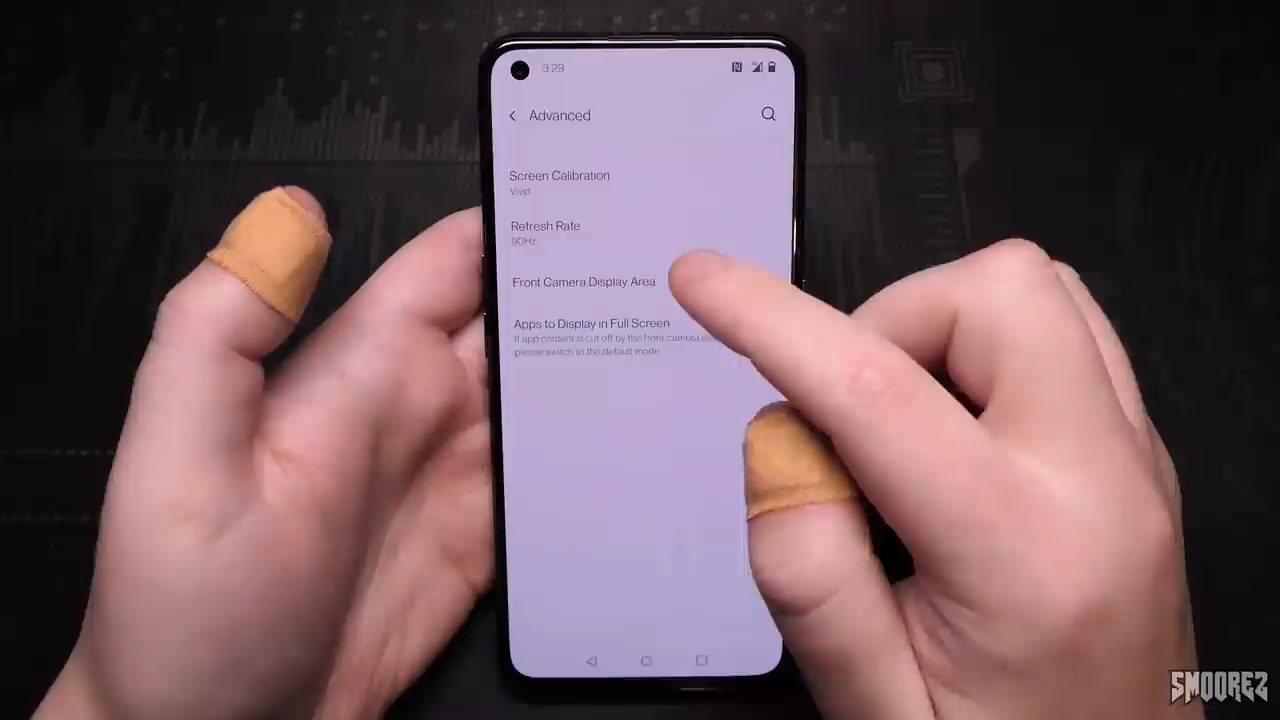 3:29
Advanced
Screen Calibration
Vivid
Refresh Rate
90Hz
Front Camera Display Area
Apps to Display in Full Screen
If app content is cut off by the front camera
please switch to the default mode.
SMOOREZ